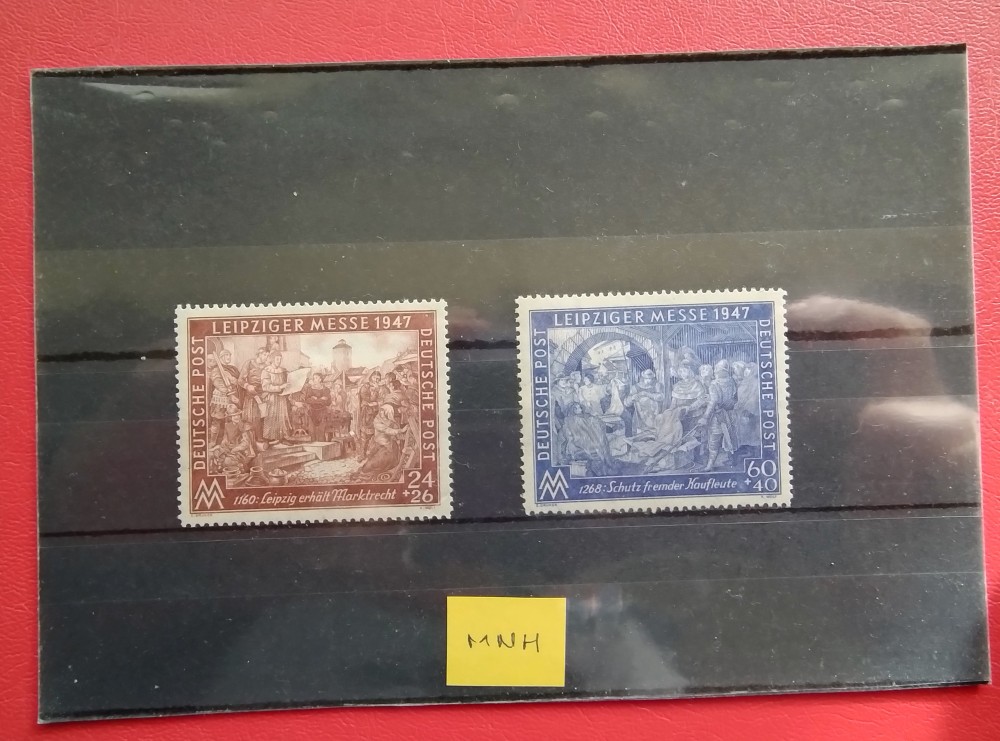 LEIPZIGER MESSE 1947
DEUTSCHE POST
DEUTSCHE POST
24
+26
1160: Leipzig erhält Marktrecht
LEIPZIGER MESSE 1947
DEUTSCHE POST
DEUTSCHE POST
60
+40
1268: Schutz fremder Kaufleute
MNH